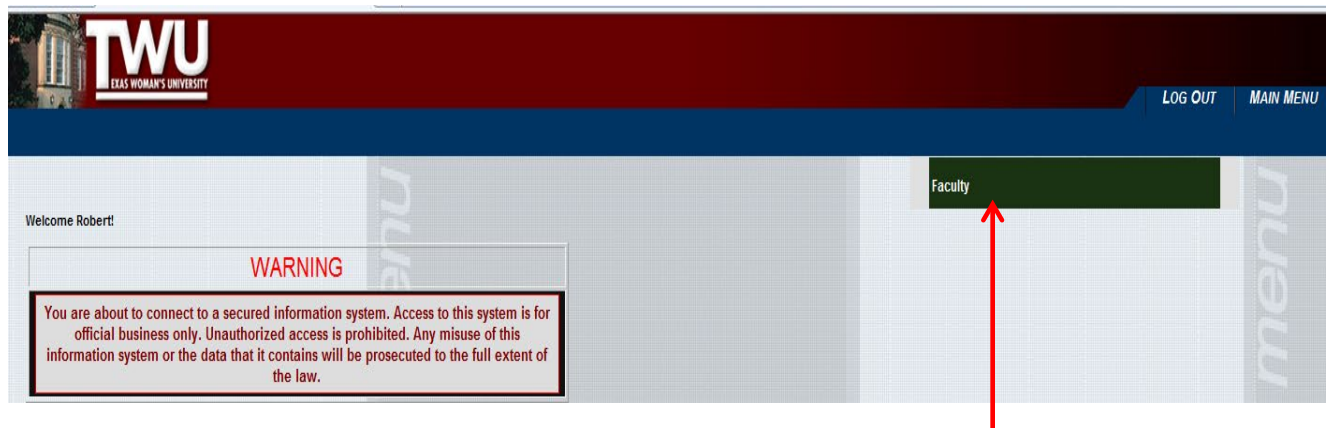 TWU
TEXAS WOMAN'S UNIVERSITY
LOG OUT MAIN MENU
Faculty
menu
menu
Welcome Robert!
WARNING
You are about to connect to a secured information system. Access to this system is for
official business only. Unauthorized access is prohibited. Any misuse of this
information system or the data that it contains will be prosecuted to the full extent of
the law.